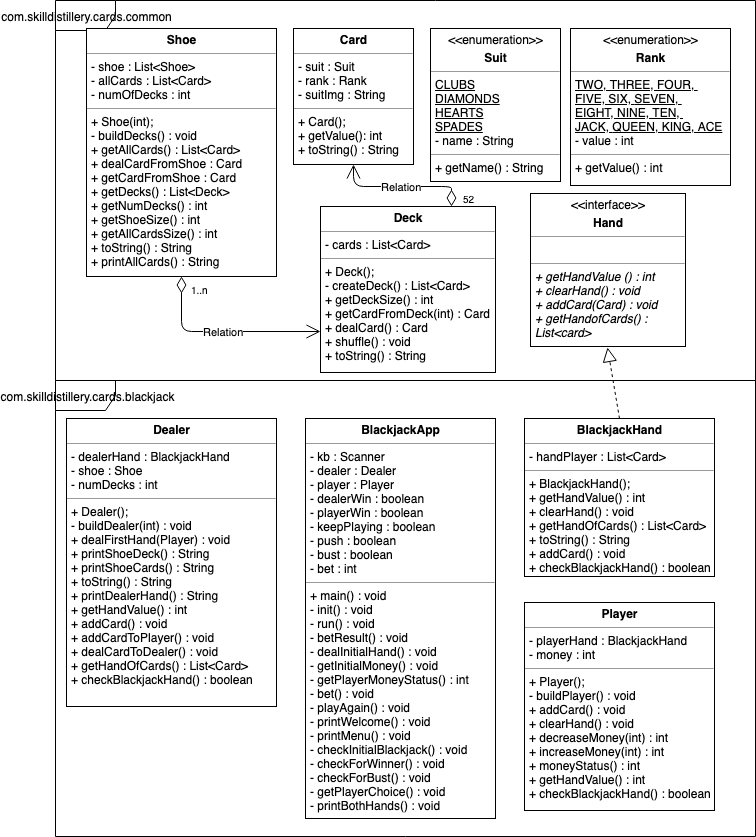 com.skilldistillery.cards.common
Shoe
- shoe : List<Shoe>
- allCards : List<Card>
- numOfDecks : int
+ Shoe(int);
- buildDecks() : void
+ getAllCards() : List<Card>
+ dealCardFromShoe : Card
+ getCardFromShoe : Card
+ getDecks() : List<Deck>
+ getNumDecks() : int
+ getShoeSize() : int
+ getAllCardsSize() : int
+ toString() : String
+ printAllCards() : String
Card
- suit : Suit
- rank : Rank
- suitImg : String
+ Card();
+ getValue(): int
+ toString() : String
<<enumeration>>
Suit
CLUBS
DIAMONDS
HEARTS
SPADES
- name : String
+ getName() : String
<<enumeration>>
Rank
TWO, THREE, FOUR,
FIVE, SIX, SEVEN,
EIGHT, NINE, TEN,
JACK, QUEEN, KING, ACE
- value : int
+ getValue() : int
Relation
52
Deck
- cards : List<Card>
+ Deck();
- createDeck() : List<Card>
+ getDeckSize() : int
+ getCardFromDeck(int) : Card
+ dealCard() : Card
+ shuffle() : void
+ toString() : String
<<interface>>
Hand
+ getHandValue () : int
+ clearHand() : void
+ addCard(Card) : void
+ getHandofCards() :
List<card>
1..n
Relation
com.skilldistillery.cards.blackjack
Dealer
- dealerHand : BlackjackHand
- shoe : Shoe
- numDecks : int
+ Dealer();
- buildDealer(int) : void
+ dealFirstHand(Player) : void
+ printShoeDeck() : String
+ printShoeCards() : String
+ toString() : String
+ printDealerHand() : String
+ getHandValue() : int
+ addCard() : void
+ addCardToPlayer() : void
+ dealCardToDealer() : void
+ getHandOfCards() : List<Card>
+ checkBlackjackHand() : boolean
BlackjackApp
- kb : Scanner
- dealer : Dealer
- player : Player
- dealerWin : boolean
- playerWin : boolean
- keepPlaying : boolean
- push : boolean
- bust : boolean
- bet : int
+ main() : void
- init() : void
- run() : void
- betResult() : void
- dealInitialHand() : void
- getInitialMoney() : void
- getPlayerMoneyStatus() : int
- bet() : void
- playAgain() : void
- printWelcome() : void
- printMenu() : void
- checkInitialBlackjack() : void
- checkForWinner() : void
- checkForBust() : void
- getPlayerChoice() : void
- printBothHands() : void
BlackjackHand
- handPlayer : List<Card>
+ BlackjackHand();
+ getHandValue() : int
+ clearHand() : void
+ getHandOfCards() : List<Card>
+ toString() : String
+ addCard() : void
+ checkBlackjackHand() : boolean
Player
- playerHand : BlackjackHand
- money : int
+ Player();
- buildPlayer() : void
+ addCard() : void
+ clearHand() : void
+ decreaseMoney(int) : int
+ increaseMoney(int) : int
+ moneyStatus() : int
+ getHandValue() : int
+ checkBlackjackHand() : boolean